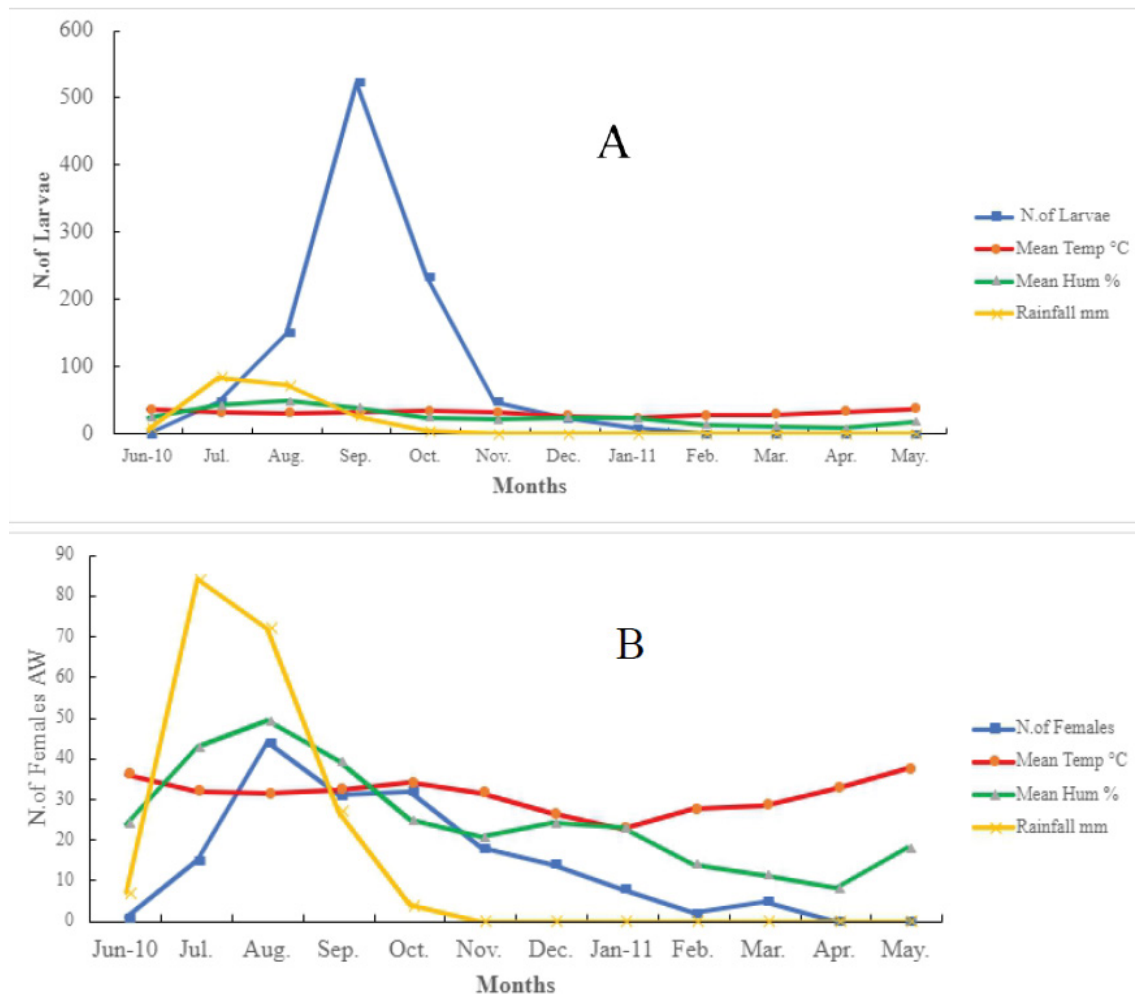 600
500
400
300
200
100
0
N.of Larvae
A
Jun-10 Jul. Aug. Sep. Oct. Nov. Dec. Jan-11 Feb. Mar. Apr. May.
Months
N.of Larvae
Mean Temp °C
Mean Hum %
Rainfall mm
90
80
70
60
50
40
30
20
10
0
N.of Females AW
B
Jun-10 Jul. Aug. Sep. Oct. Nov. Dec. Jan-11 Feb. Mar. Apr. May.
Months
N.of Females
Mean Temp °C
Mean Hum %
Rainfall mm